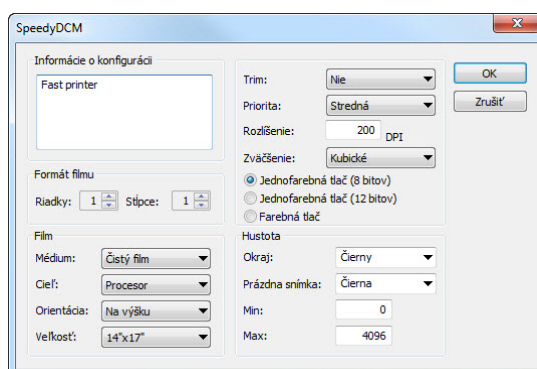 SpeedyDCM
Informácie o konfigurácii
Fast printer
Formát filmu
Riadky: 1 Stĺpce: 1
Film
Médium: Čistý film
Cieľ: Procesor
Orientácia: Na výšku
Veľkosť: 14"x17"
Trim: Nie
Priorita: Stredná
Rozlíšenie: 200 DPI
Zväčšenie: Kubické
Jednofarebná tlač (8 bitov)
Jednofarebná tlač (12 bitov)
Farebná tlač
Hustota
Okraj: Čierny
Prázdna snímka: Čierna
Min: 0
Max: 4096
OK
Zrušiť